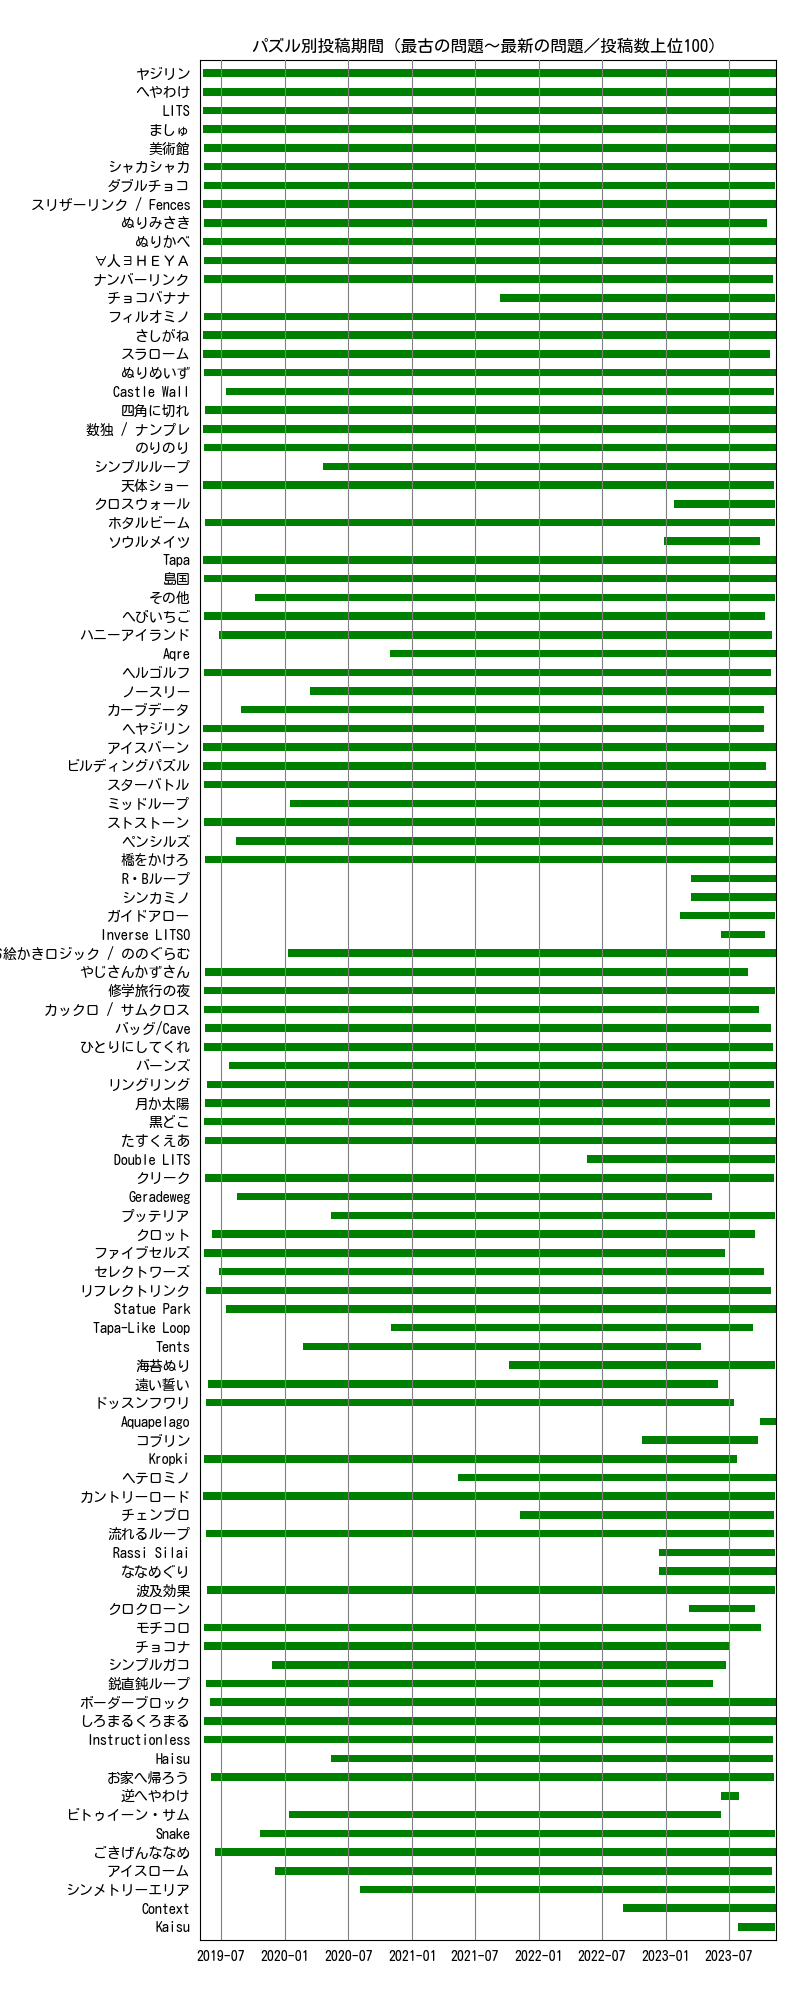 パズル別投稿期間（最古の問題～最新の問題／投稿数上位100）
ヤジリン
へやわけ
LITS
ましゅ
美術館
シャカシャカ
ダブルチョコ
スリザーリンク / Fences
ぬりみさき
ぬりかべ
∀人∃ＨＥＹＡ
ナンバーリンク
チョコバナナ
フィルオミノ
さしがね
スラローム
ぬりめいず
Castle Wall
四角に切れ
数独 / ナンプレ
のりのり
シンプルループ
天体ショー
クロスウォール
ホタルビーム
ソウルメイツ
Tapa
島国
その他
へびいちご
ハニーアイランド
Aqre
ヘルゴルフ
ノースリー
カーブデータ
ヘヤジリン
アイスバーン
ビルディングパズル
スターバトル
ミッドループ
ストストーン
ペンシルズ
橋をかけろ
R・Bループ
シンカミノ
ガイドアロー
Inverse LITSO
絵かきロジック / ののぐらむ
やじさんかずさん
修学旅行の夜
カックロ / サムクロス
バッグ/Cave
ひとりにしてくれ
バーンズ
リングリング
月か太陽
黒どこ
たすくえあ
Double LITS
クリーク
Geradeweg
プッテリア
クロット
ファイブセルズ
セレクトワーズ
リフレクトリンク
Statue Park
Tapa-Like Loop
Tents
海苔ぬり
遠い誓い
ドッスンフワリ
Aquapelago
コブリン
Kropki
ヘテロミノ
カントリーロード
チェンブロ
流れるループ
Rassi Silai
ななめぐり
波及効果
クロクローン
モチコロ
チョコナ
シンプルガコ
鋭直鈍ループ
ボーダーブロック
しろまるくろまる
Instructionless
Haisu
お家へ帰ろう
逆へやわけ
ビトゥイーン・サム
Snake
ごきげんななめ
アイスローム
シンメトリーエリア
Context
Kaisu
2019-07 2020-01 2020-07 2021-01 2021-07 2022-01 2022-07 2023-01 2023-07